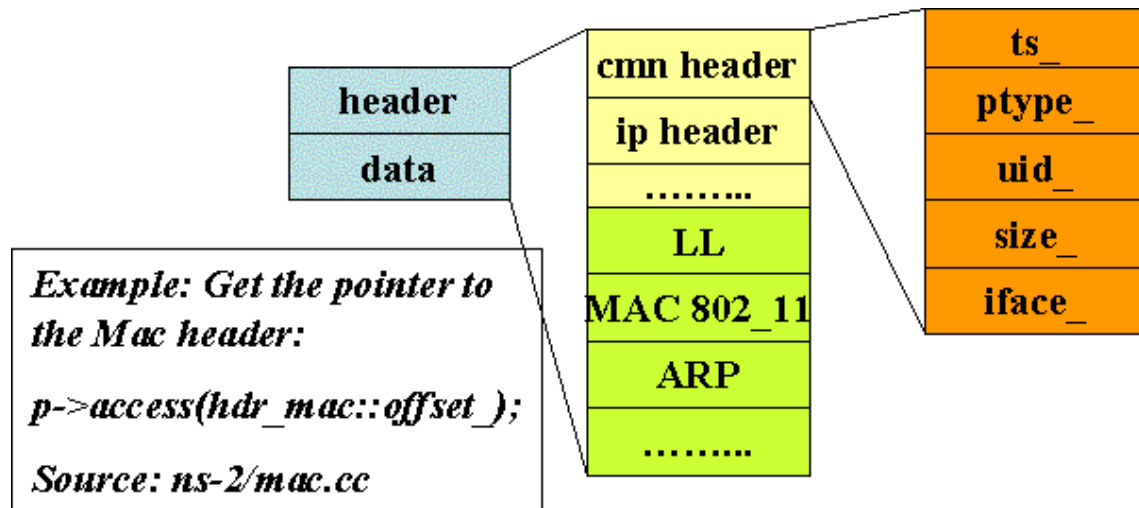 header
data
cmn header
ip header
……...
LL
MAC 802_11
ARP
……...
ts_
ptype_
uid_
size_
iface_
Example: Get the pointer to
the Mac header:
p->access(hdr_mac::offset_);
Source: ns-2/mac.cc